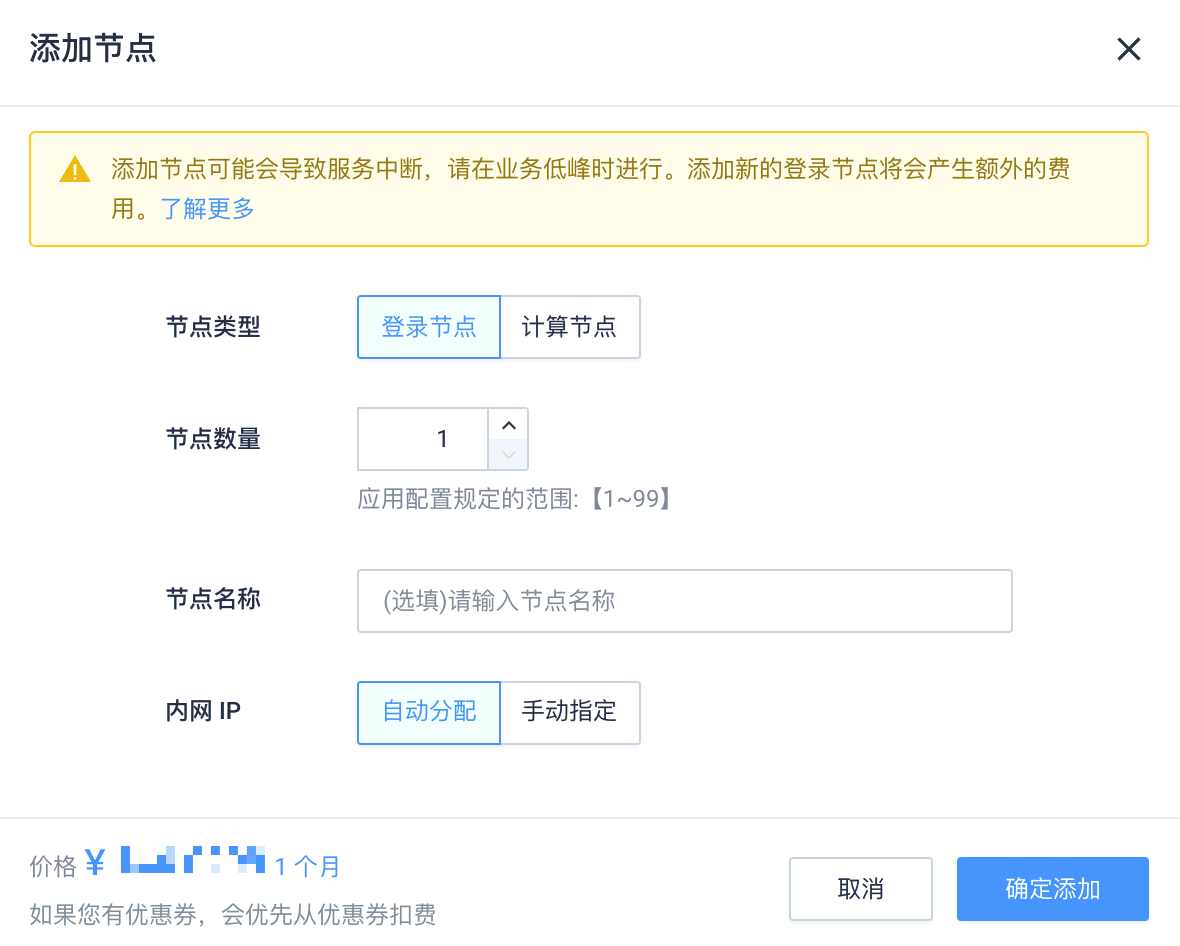 添加节点
添加节点可能会导致服务中断，请在业务低峰时进行。添加新的登录节点将会产生额外的费
用。了解更多
节点类型 登录节点 计算节点
节点数量 1
应用配置规定的范围:【1~99】
节点名称 (选填)请输入节点名称
内网 IP 自动分配 手动指定
价格 ¥ 1 个月
如果您有优惠券，会优先从优惠券扣费
取消 确定添加